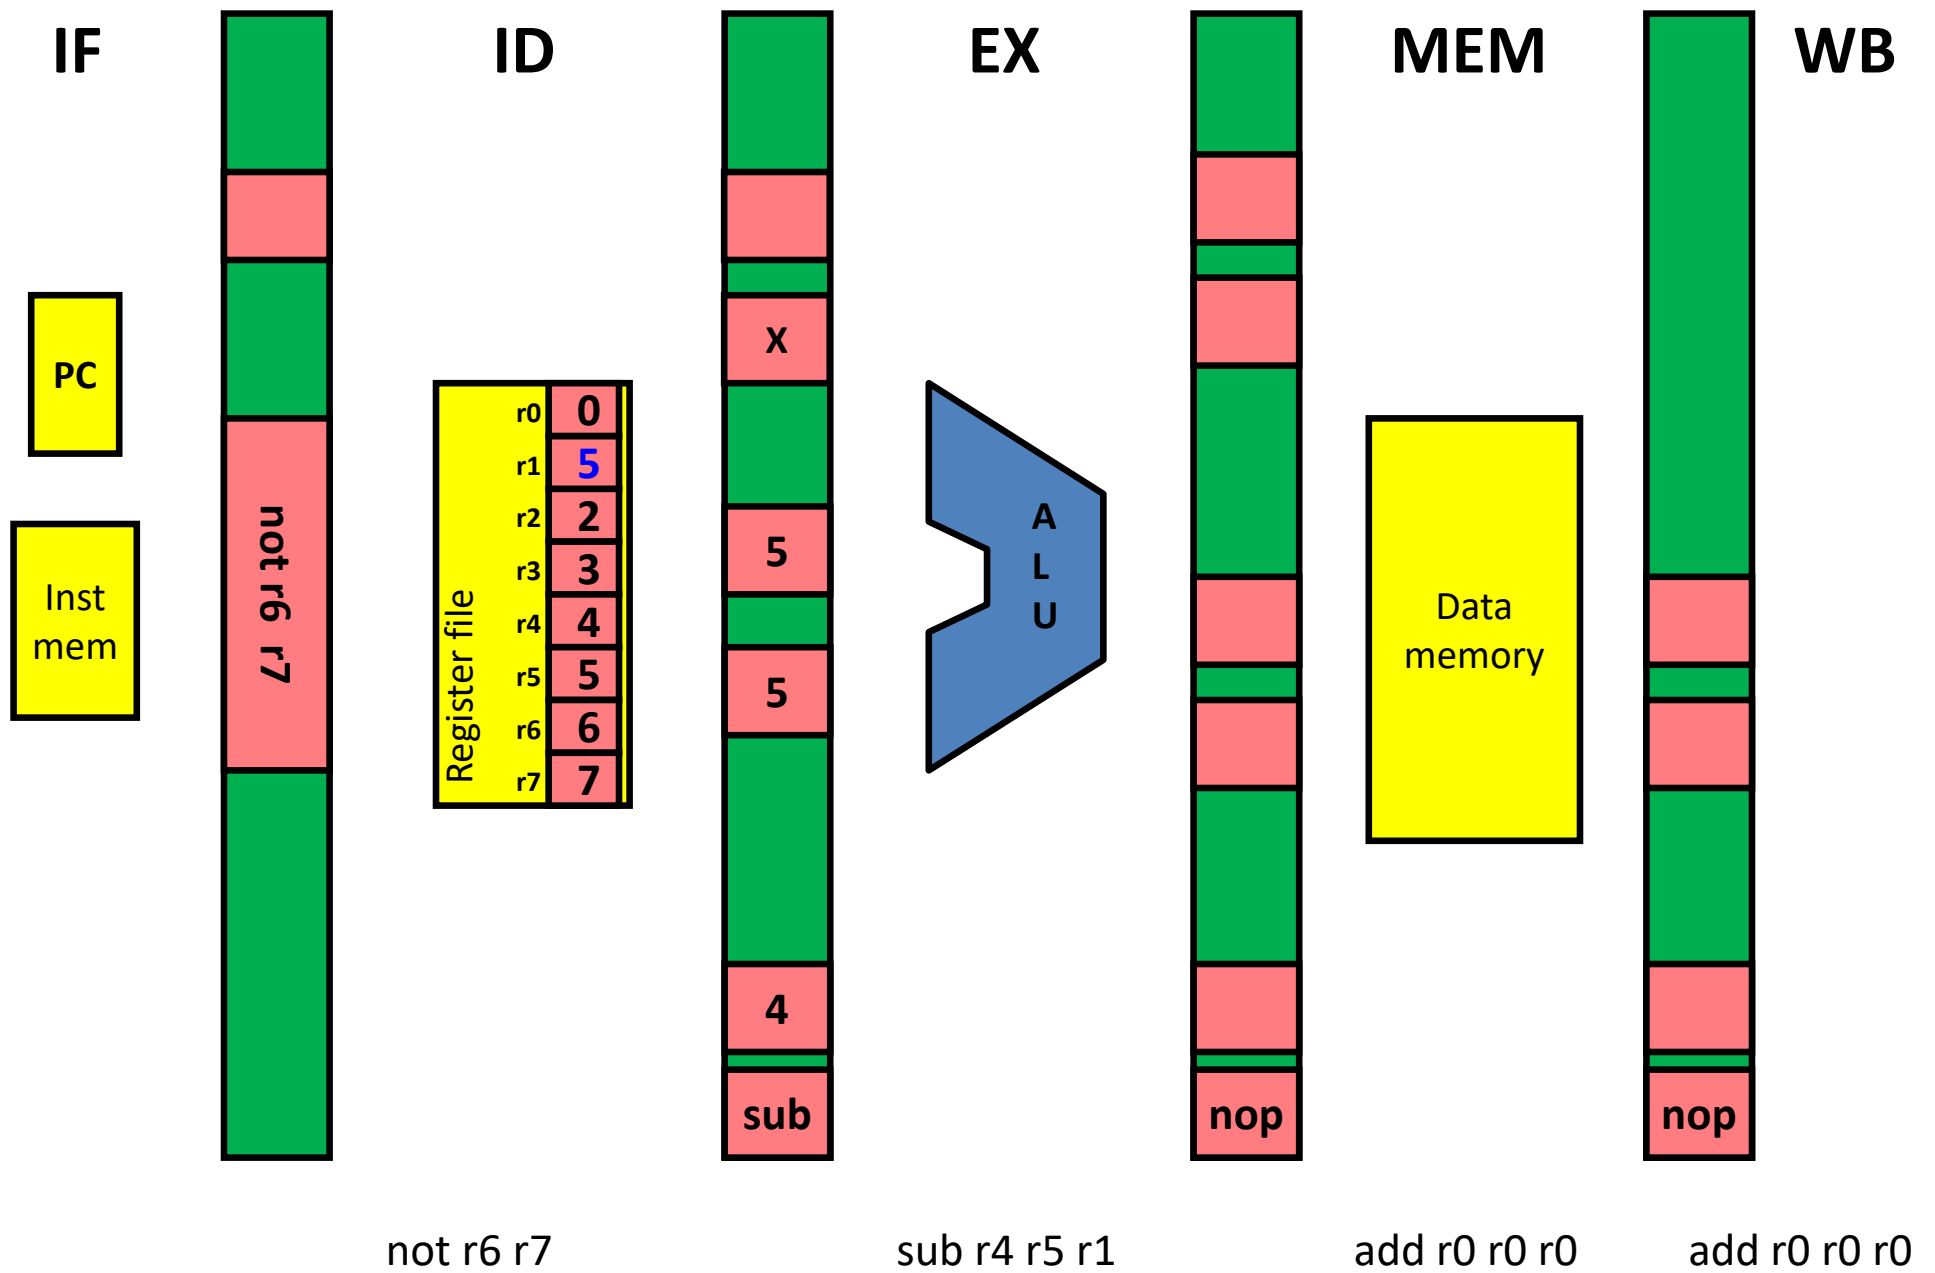 IF
ID
EX
MEM
WB
PC
Inst
mem
not r6 r7
Register file
r0 0
r1 5
r2 2
r3 3
r4 4
r5 5
r6 6
r7 7
X
5
5
4
sub
A
L
U
nop
Data
memory
nop
not r6 r7
sub r4 r5 r1
add r0 r0 r0
add r0 r0 r0